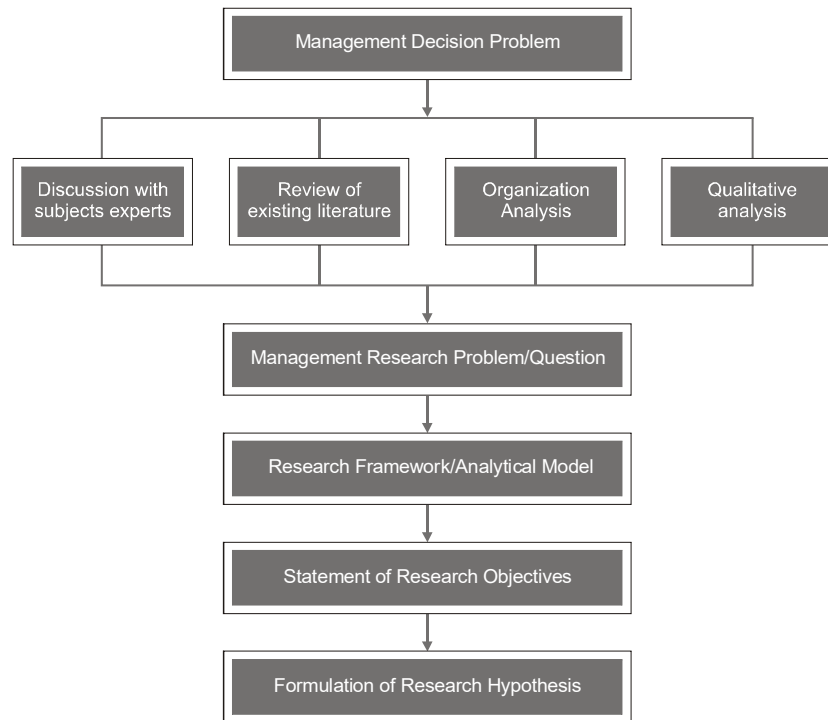 Management Decision Problem
Discussion with
subjects experts
Review of
existing literature
Organization
Analysis
Qualitative
analysis
Management Research Problem/Question
Research Framework/Analytical Model
Statement of Research Objectives
Formulation of Research Hypothesis